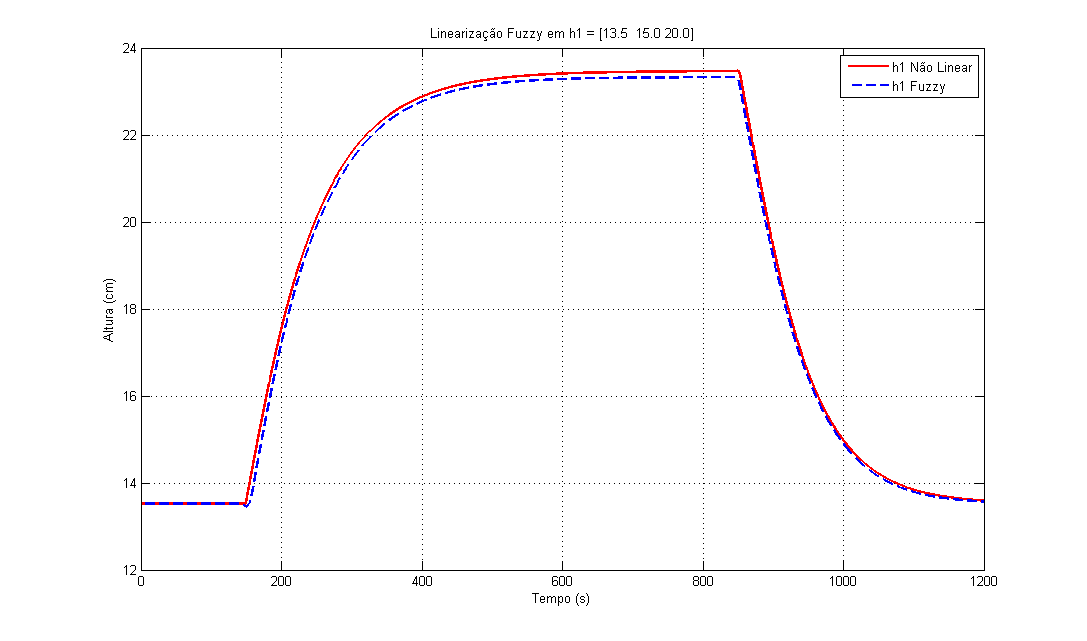 Linearização Fuzzy em h1 = [13.5  15.0 20.0]
h1 Não Linear
h1 Fuzzy
Altura (cm)
24
22
20
18
16
14
12
0 200 400 600 800 1000 1200
Tempo (s)